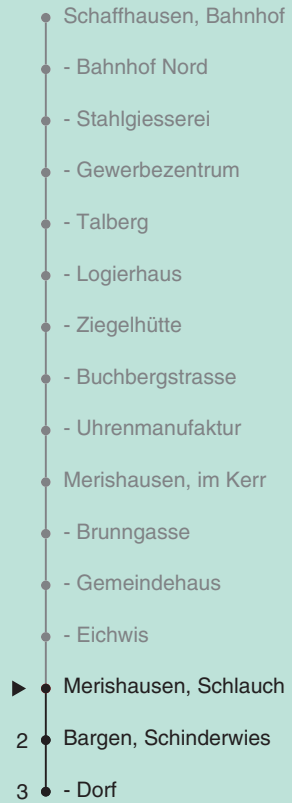 Schaffhausen, Bahnhof
- Bahnhof Nord
- Stahlgiesserei
- Gewerbezentrum
- Talberg
- Logierhaus
- Ziegelhütte
- Buchbergstrasse
- Uhrenmanufaktur
Merishausen, im Kerr
- Brunngasse
- Gemeindehaus
- Eichwis
Merishausen, Schlauch
2 Bargen, Schinderwies
3 - Dorf